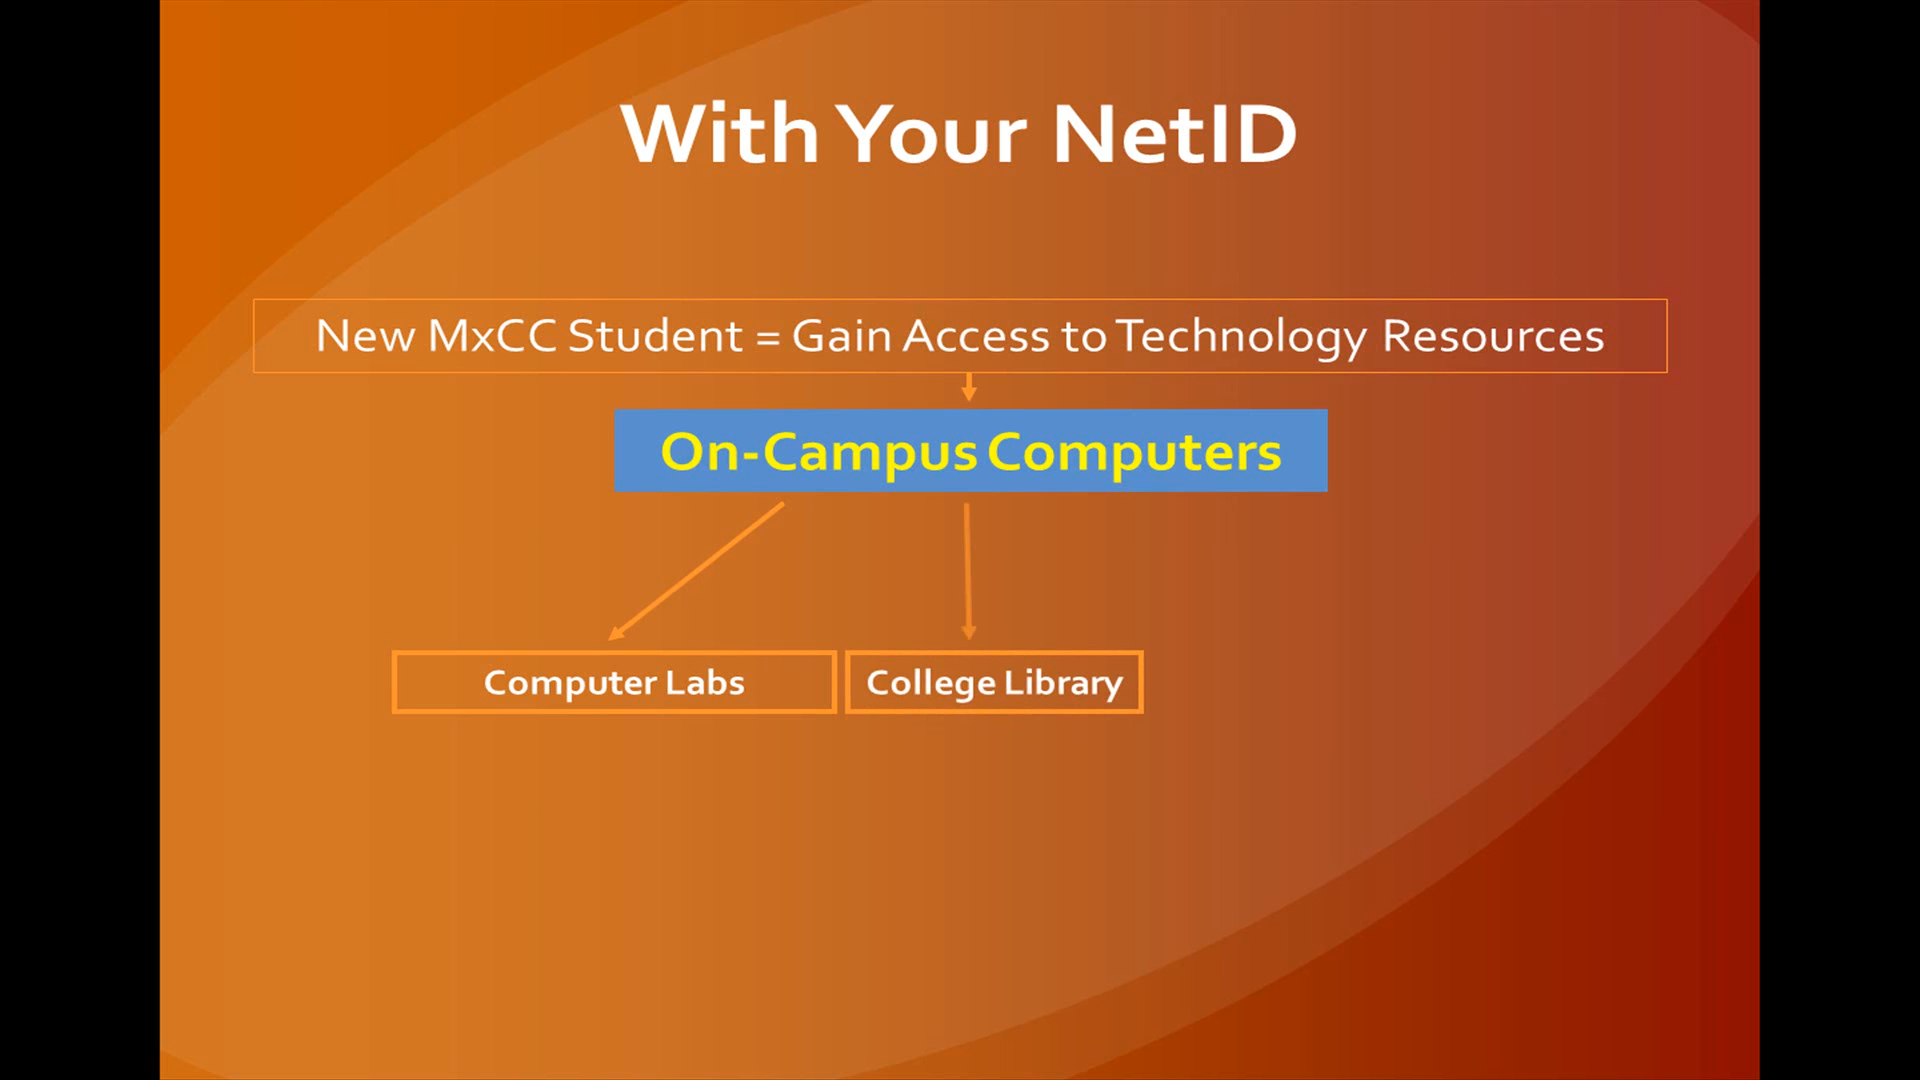 With Your NetID
New MxCC Student = Gain Access to Technology Resources
On-Campus Computers
Computer Labs
College Library